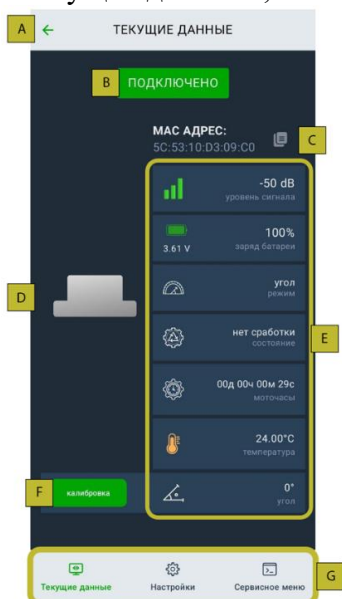 A
ТЕКУЩИЕ ДАННЫЕ
B
ПОДКЛЮЧЕНО
MAC АДРЕС:
5C:53:10:D3:09:C0
C
-50 dB
уровень сигнала
3.61 V
100%
заряд батареи
угол
режим
D
нет сработки
состояние
E
00д 00ч 00м 29с
моточасы
24.00°C
температура
F
калибровка
0°
угол
Текущие данные
Настройки
Сервисное меню
G